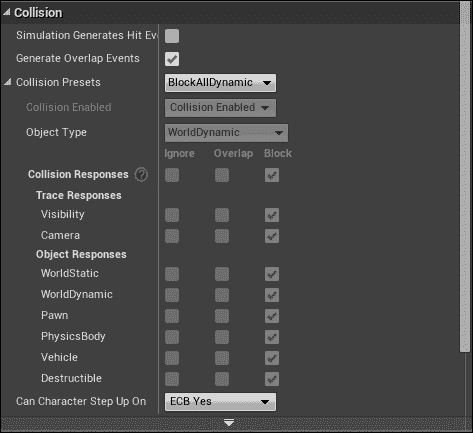 Collision
Simulation Generates Hit Ev
Generate Overlap Events
Collision Presets BlockAllDynamic
Collision Enabled Collision Enabled
Object Type WorldDynamic
Ignore Overlap Block
Collision Responses ?
Trace Responses
Visibility
Camera
Object Responses
WorldStatic
WorldDynamic
Pawn
PhysicsBody
Vehicle
Destructible
Can Character Step Up On ECB Yes